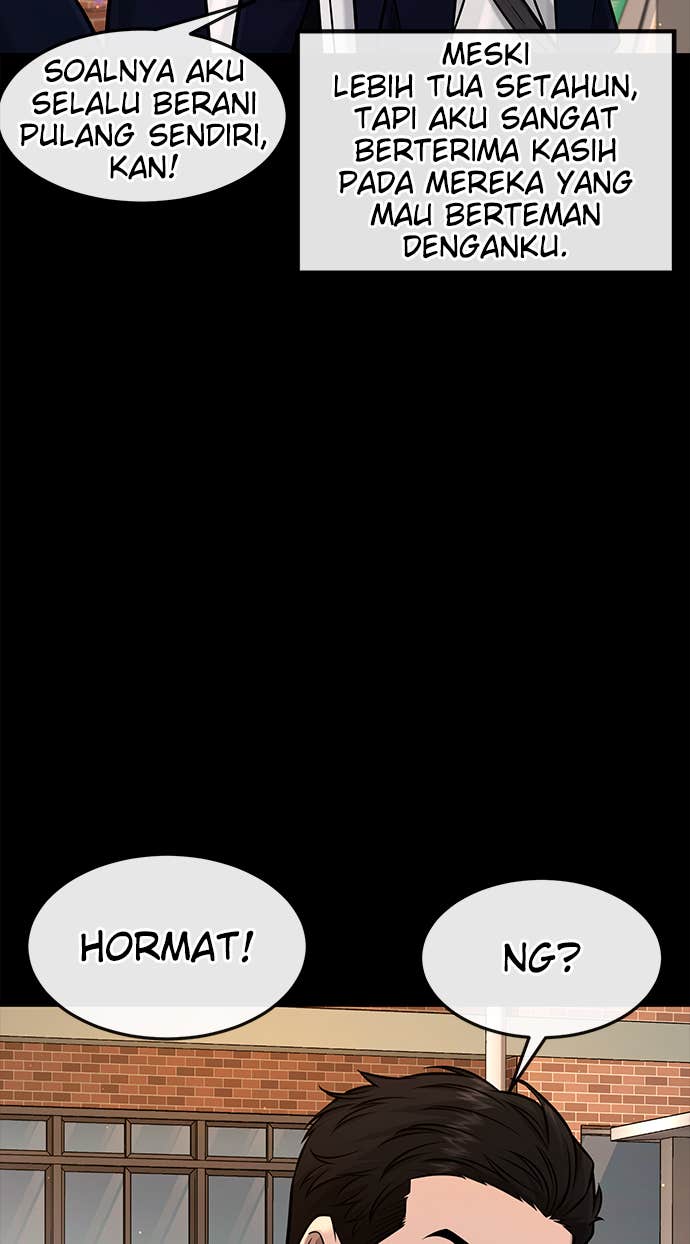 SOALNYA AKU
SELALU BERANI
PULANG SENDIRI,
KAN!
MESKI
LEBIH TUA SETAHUN,
TAPI AKU SANGAT
BERTERIMA KASIH
PADA MEREKA YANG
MAU BERTEMAN
DENGANKU.
HORMAT!
NG?